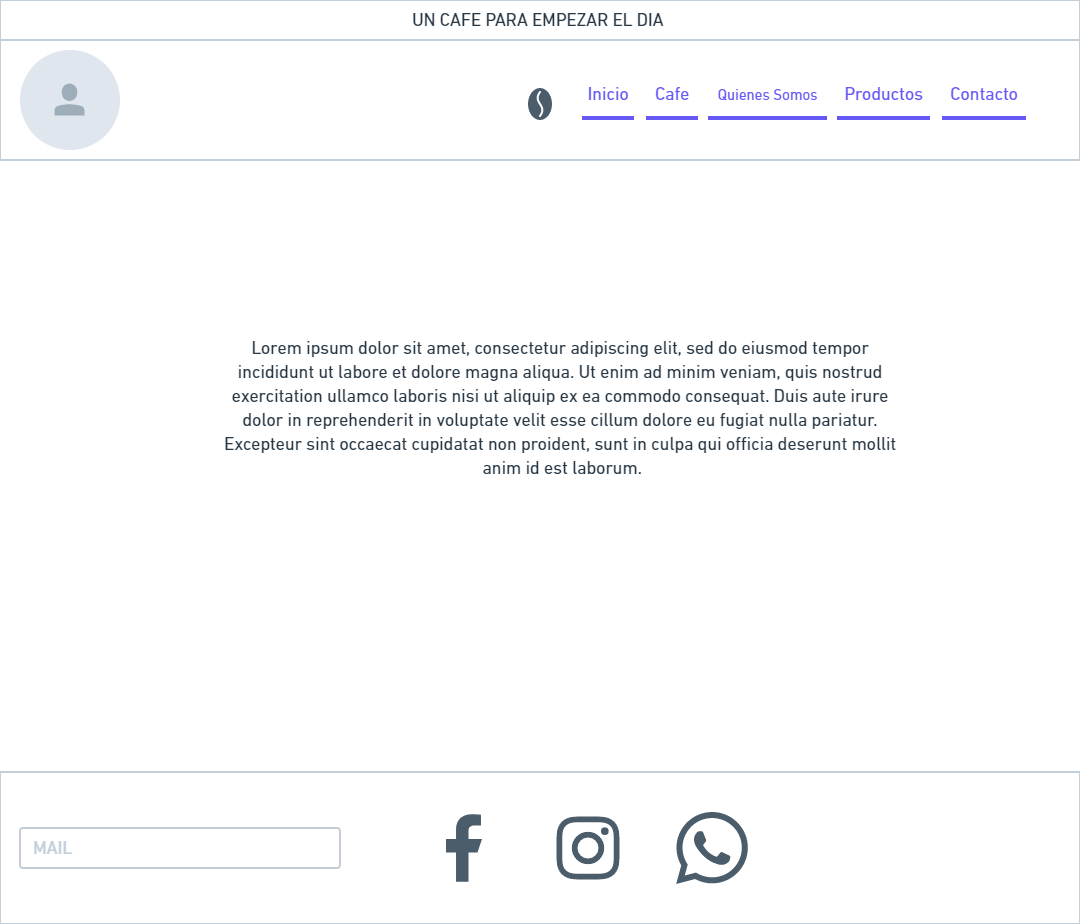 UN CAFE PARA EMPEZAR EL DIA
Inicio Cafe Quienes Somos Productos Contacto
Lorem ipsum dolor sit amet, consectetur adipiscing elit, sed do eiusmod tempor
incididunt ut labore et dolore magna aliqua. Ut enim ad minim veniam, quis nostrud
exercitation ullamco laboris nisi ut aliquip ex ea commodo consequat. Duis aute irure
dolor in reprehenderit in voluptate velit esse cillum dolore eu fugiat nulla pariatur.
Excepteur sint occaecat cupidatat non proident, sunt in culpa qui officia deserunt mollit
anim id est laborum.
MAIL